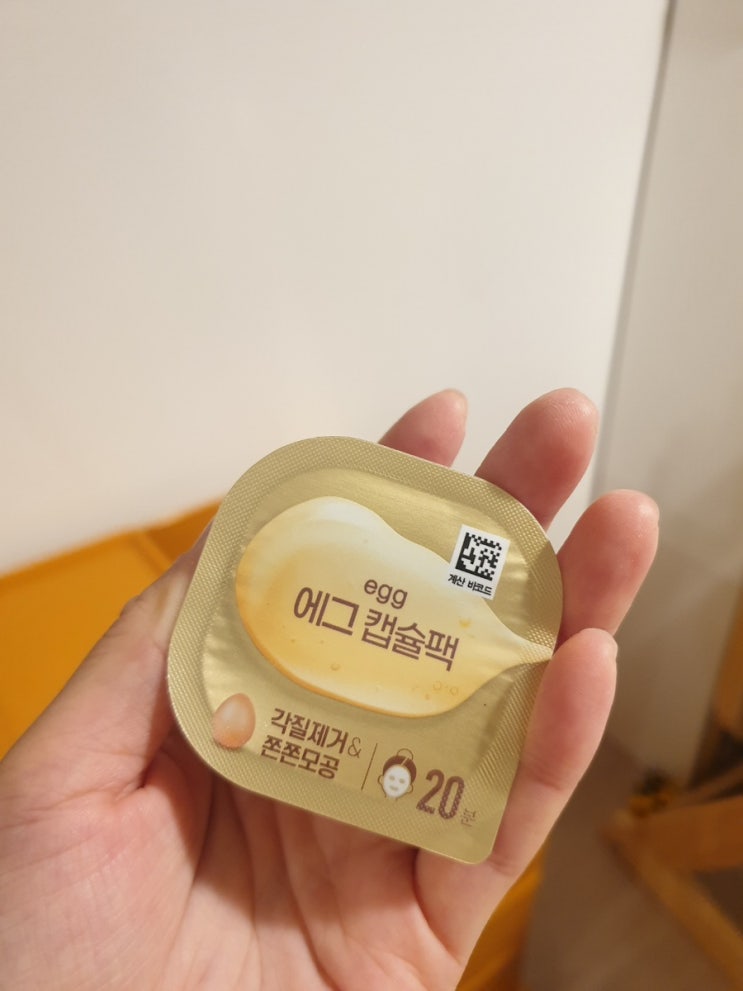 계산 바코드
egg
에그 캡슐팩
각질제거&
쫀쫀모공
20분